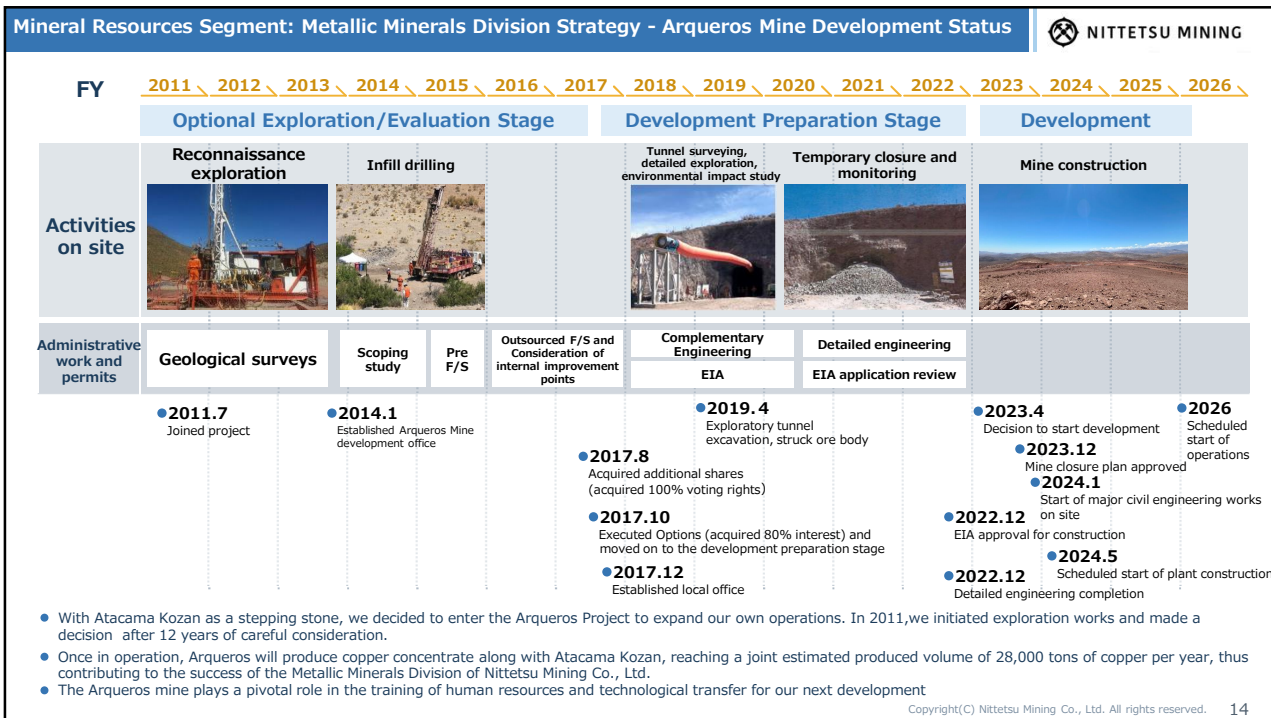 Mineral Resources Segment: Metallic Minerals Division Strategy - Arqueros Mine Development Status
NITTETSU MINING
FY
2011 2012 2013 2014 2015 2016 2017 2018 2019 2020 2021 2022 2023 2024 2025 2026
Optional Exploration/Evaluation Stage
Development Preparation Stage
Development
Activities
on site
Reconnaissance
exploration
Infill drilling
Tunnel surveying,
detailed exploration,
environmental impact study
Temporary closure and
monitoring
Mine construction
Administrative
work and
permits
Geological surveys
Scoping
study
Pre
F/S
Outsourced F/S and
Consideration of
internal improvement
points
Complementary
Engineering
EIA
Detailed engineering
EIA application review
●2011.7
Joined project
●2014.1
Established Arqueros Mine
development office
●2017.8
Acquired additional shares
(acquired 100% voting rights)
●2017.10
Executed Options (acquired 80% interest) and
moved on to the development preparation stage
●2017.12
Established local office
●2019.4
Exploratory tunnel
excavation, struck ore body
●2023.4
Decision to start development
●2023.12
Mine closure plan approved
●2024.1
Start of major civil engineering works
on site
●2022.12
EIA approval for construction
●2024.5
Scheduled start of plant construction
●2022.12
Detailed engineering completion
●2026
Scheduled
start of
operations
● With Atacama Kozan as a stepping stone, we decided to enter the Arqueros Project to expand our own operations. In 2011,we initiated exploration works and made a
decision after 12 years of careful consideration.
● Once in operation, Arqueros will produce copper concentrate along with Atacama Kozan, reaching a joint estimated produced volume of 28,000 tons of copper per year, thus
contributing to the success of the Metallic Minerals Division of Nittetsu Mining Co., Ltd.
● The Arqueros mine plays a pivotal role in the training of human resources and technological transfer for our next development
Copyright(C) Nittetsu Mining Co., Ltd. All rights reserved. 14